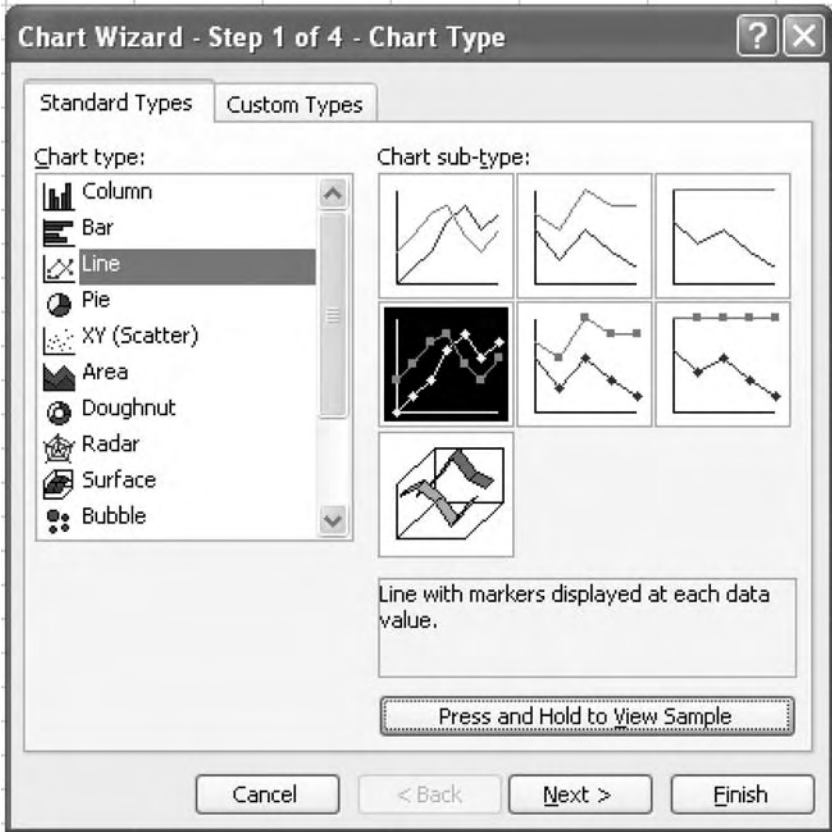 Chart Wizard - Step 1 of 4 - Chart Type
Standard Types
Custom Types
Chart type:
Column
Bar
Line
Pie
XY (Scatter)
Area
Doughnut
Radar
Surface
Bubble
Chart sub-type:
Line with markers displayed at each data
value.
Press and Hold to View Sample
Cancel
< Back
Next >
Finish